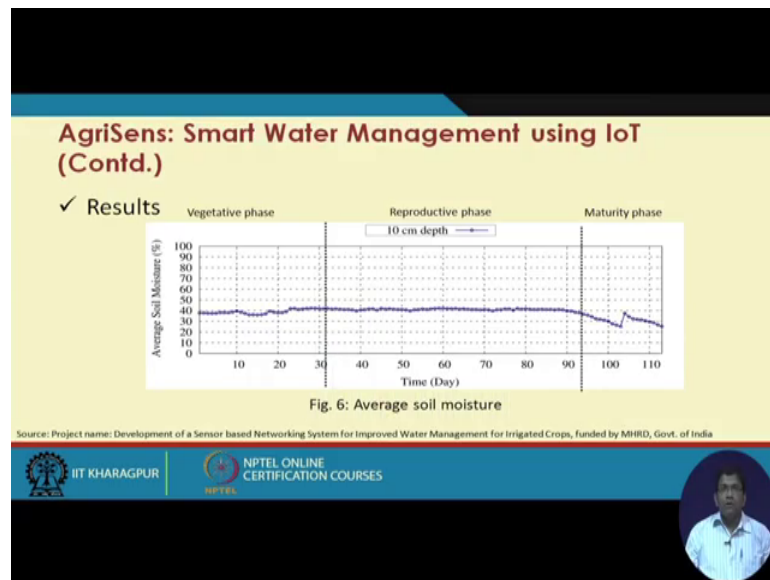 AgriSens: Smart Water Management using IoT
(Contd.)
✓ Results
Vegetative phase
Reproductive phase
Maturity phase
10 cm depth
Average Soil Moisture (%)
100
90
80
70
60
50
40
30
20
10
0
10 20 30 40 50 60 70 80 90 100 110
Time (Day)
Fig. 6: Average soil moisture
Source: Project name: Development of a Sensor based Networking System for Improved Water Management for Irrigated Crops, funded by MHRD, Govt. of India
IIT KHARAGPUR
NPTEL
NPTEL ONLINE
CERTIFICATION COURSES